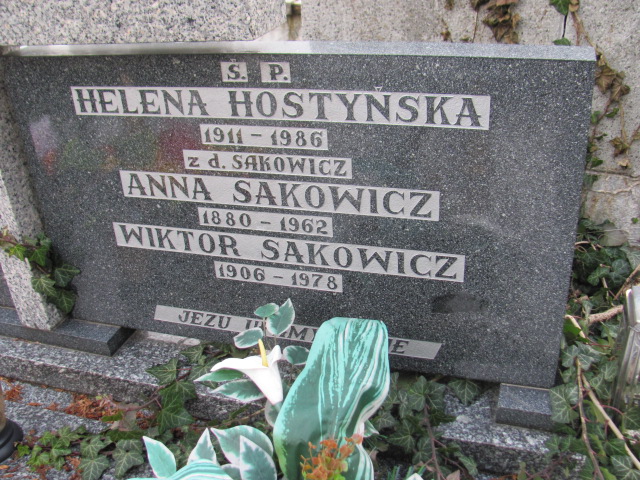 Ś. P.
HELENA HOSTYŃSKA
1911-1986
z d. SAKOWICZ
ANNA SAKOWICZ
1880-1962
WIKTOR SAKOWICZ
1906-1978
JEZU